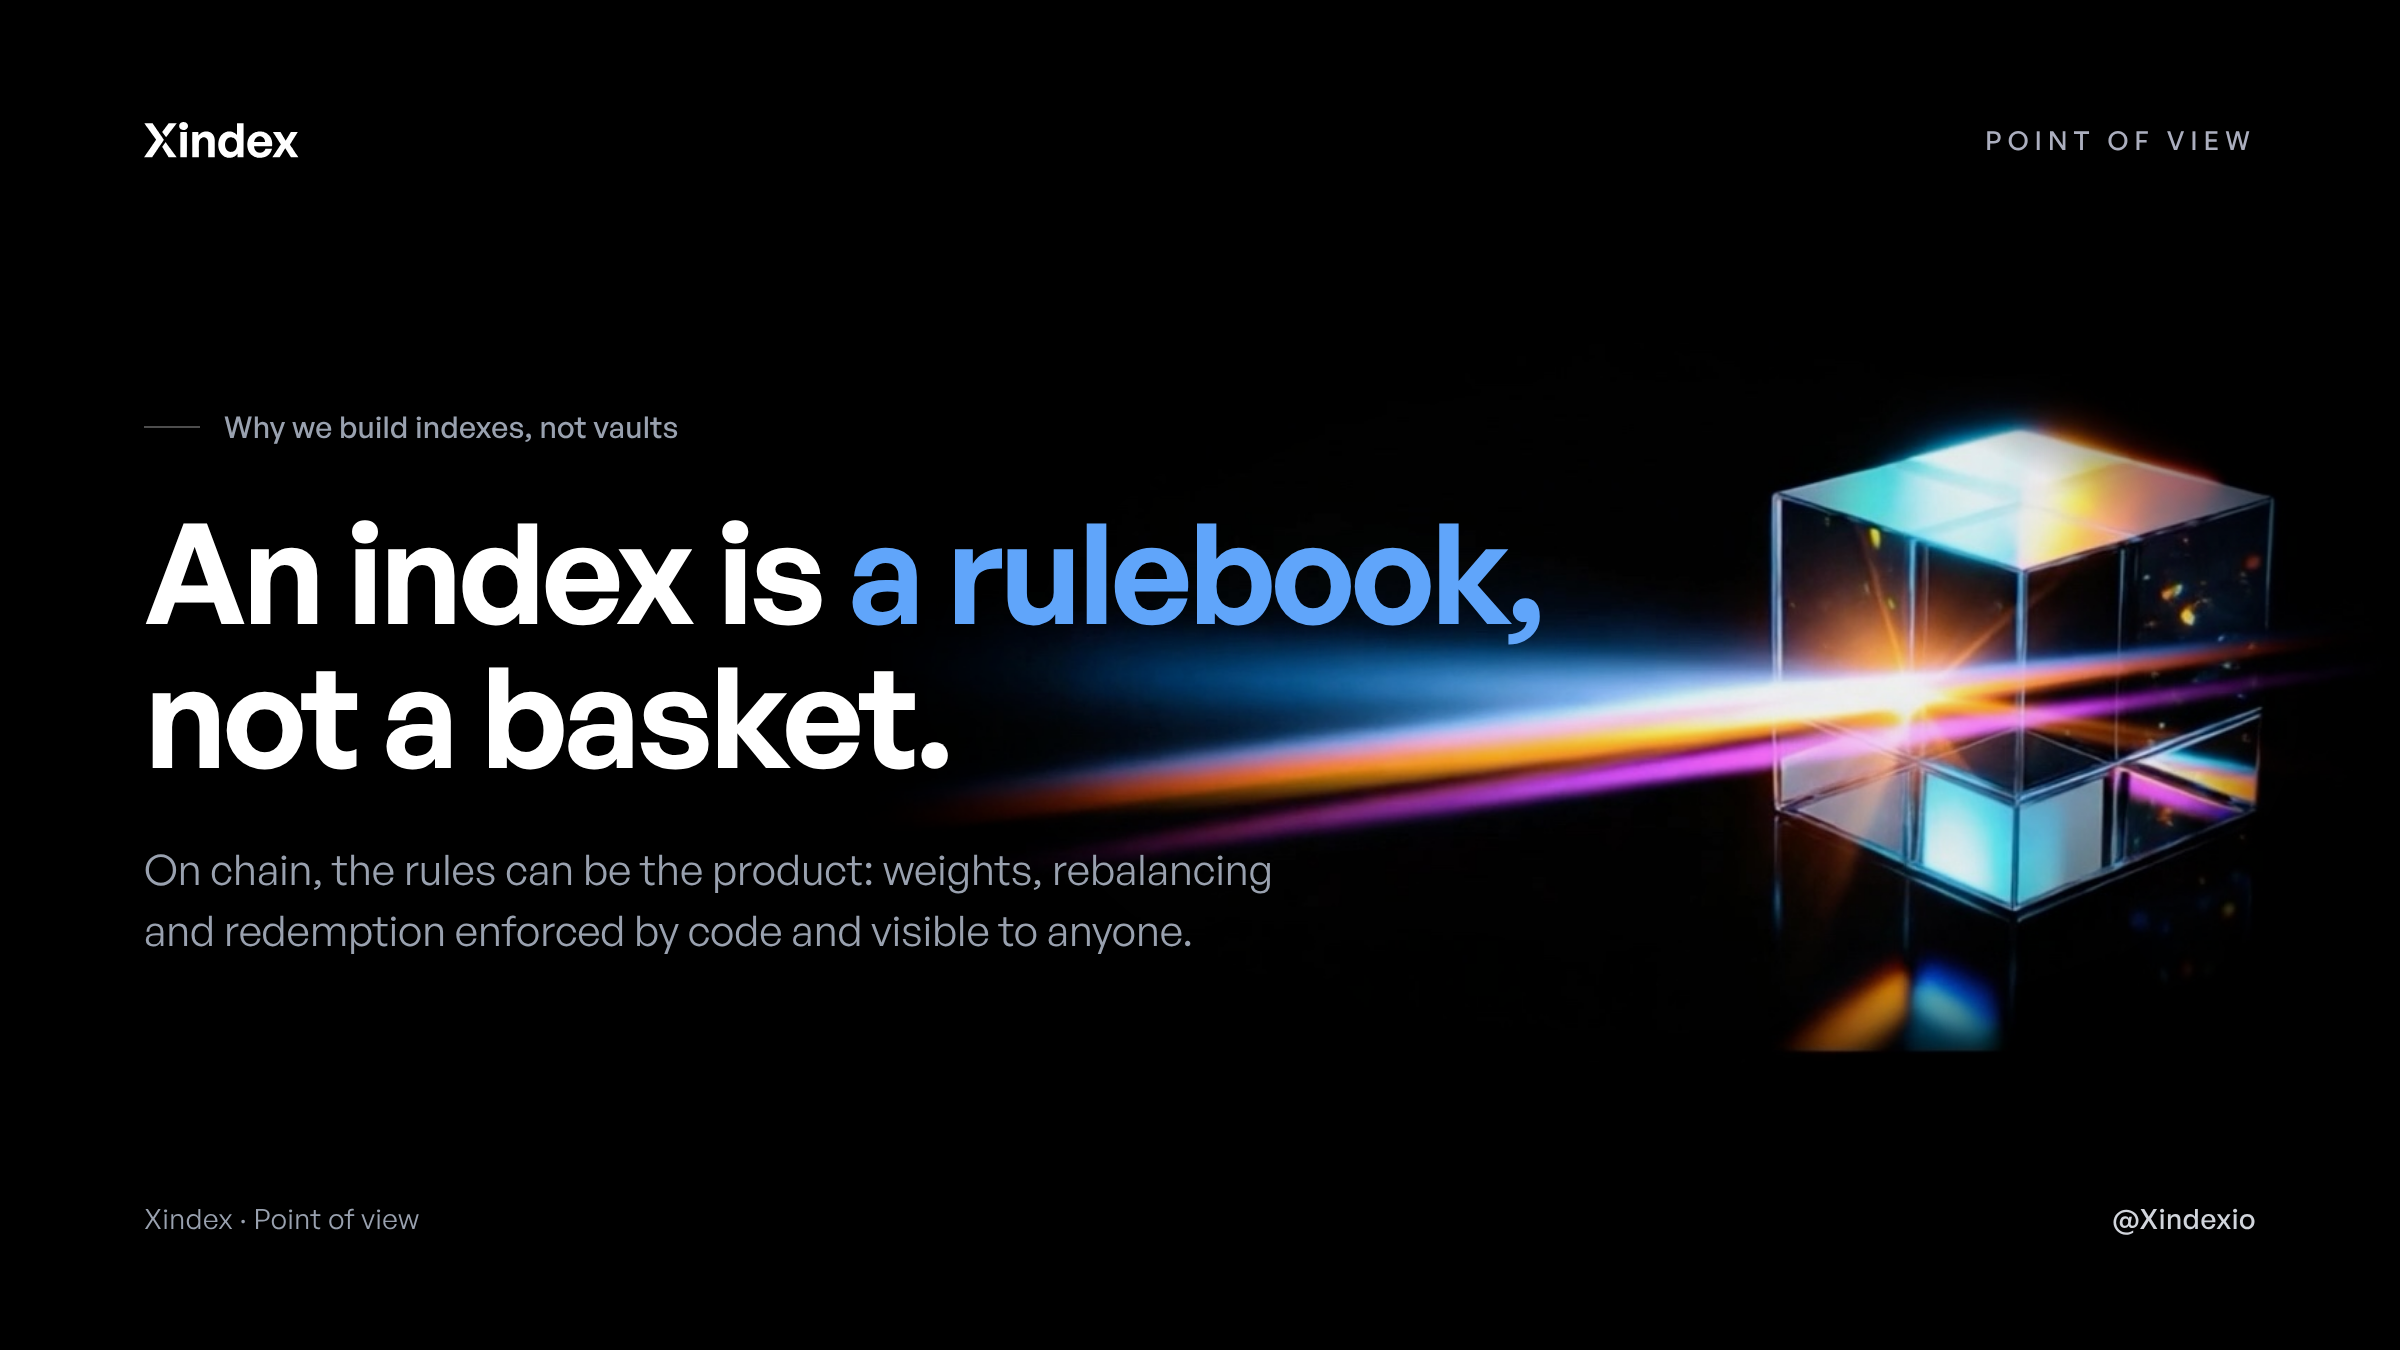 Xindex
POINT OF VIEW
Why we build indexes, not vaults
An index is a rulebook,
not a basket.
On chain, the rules can be the product: weights, rebalancing
and redemption enforced by code and visible to anyone.
Xindex · Point of view
@Xindexio